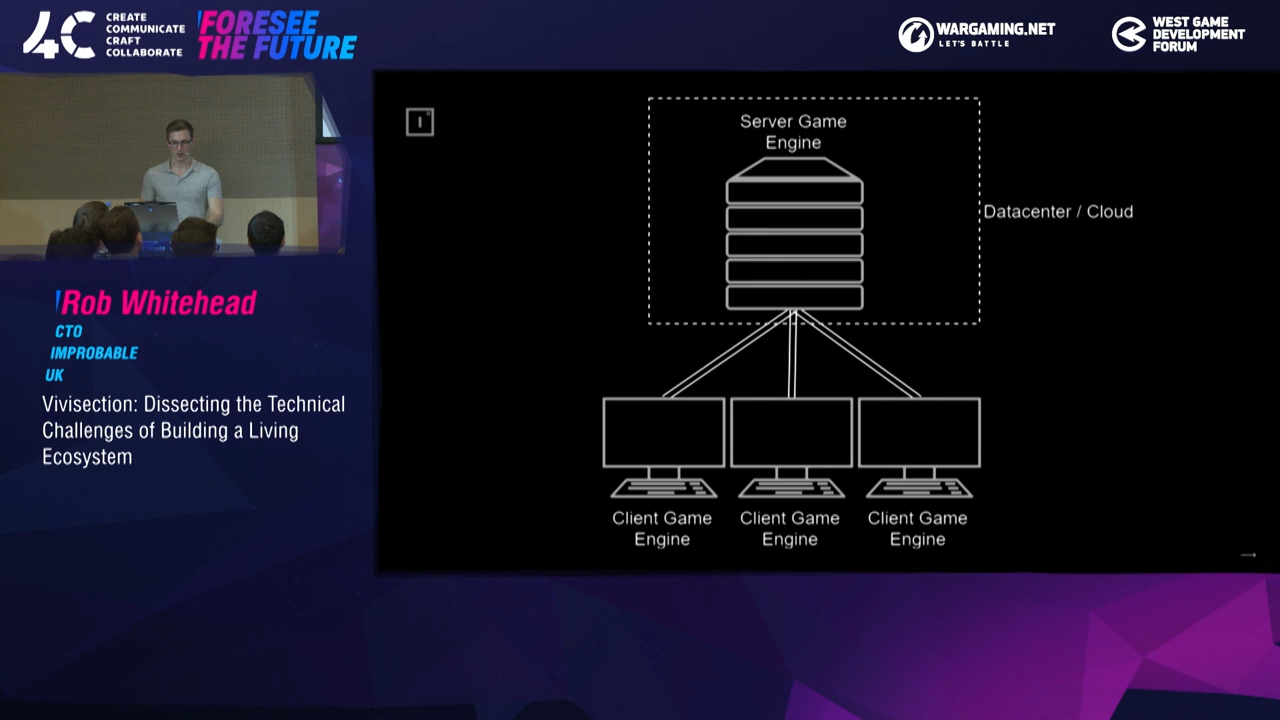 4C
CREATE
COMMUNICATE
CRAFT
COLLABORATE
FORESEE
THE FUTURE
WARGAMING.NET
LET'S BATTLE
WEST GAME
DEVELOPMENT
FORUM
Rob Whitehead
CTO
IMPROBABLE
UK
Vivisection: Dissecting the Technical
Challenges of Building a Living
Ecosystem
I
Server Game
Engine
Datacenter / Cloud
Client Game
Engine
Client Game
Engine
Client Game
Engine